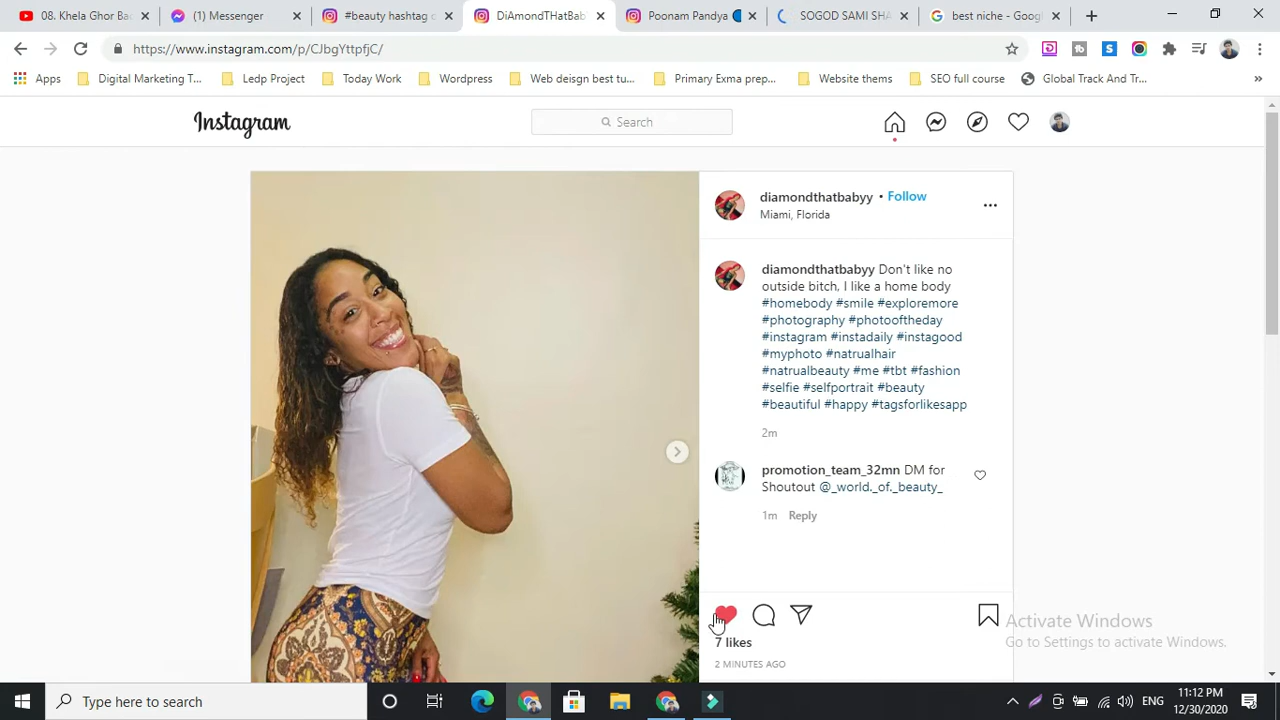 08. Khela Ghor Bac
(1) Messenger
#beauty hashtag on
DiAmondTHatBab
Poonam Pandya
SOGOD SAMI SHA
best niche - Googl
https://www.instagram.com/p/CJbgYttpfjC/
Apps
Digital Marketing T...
Ledp Project
Today Work
Wordpress
Web deisgn best tu...
Primary Exma prep...
Website thems
SEO full course
Global Track And Tr...
»
Instagram
Search
diamondthatbabyy • Follow
Miami, Florida
diamondthatbabyy Don't like no
outside bitch, I like a home body
#homebody #smile #exploremore
#photography #photooftheday
#instagram #instadaily #instagood
#myphoto #natrualhair
#natrualbeauty #me #tbt #fashion
#selfie #selfportrait #beauty
#beautiful #happy #tagsforlikesapp
2m
promotion_team_32mn DM for
Shoutout @_world._of._beauty_
1m Reply
7 likes
2 MINUTES AGO
Activate Windows
Go to Settings to activate Windows.
Type here to search
ENG
11:12 PM
12/30/2020